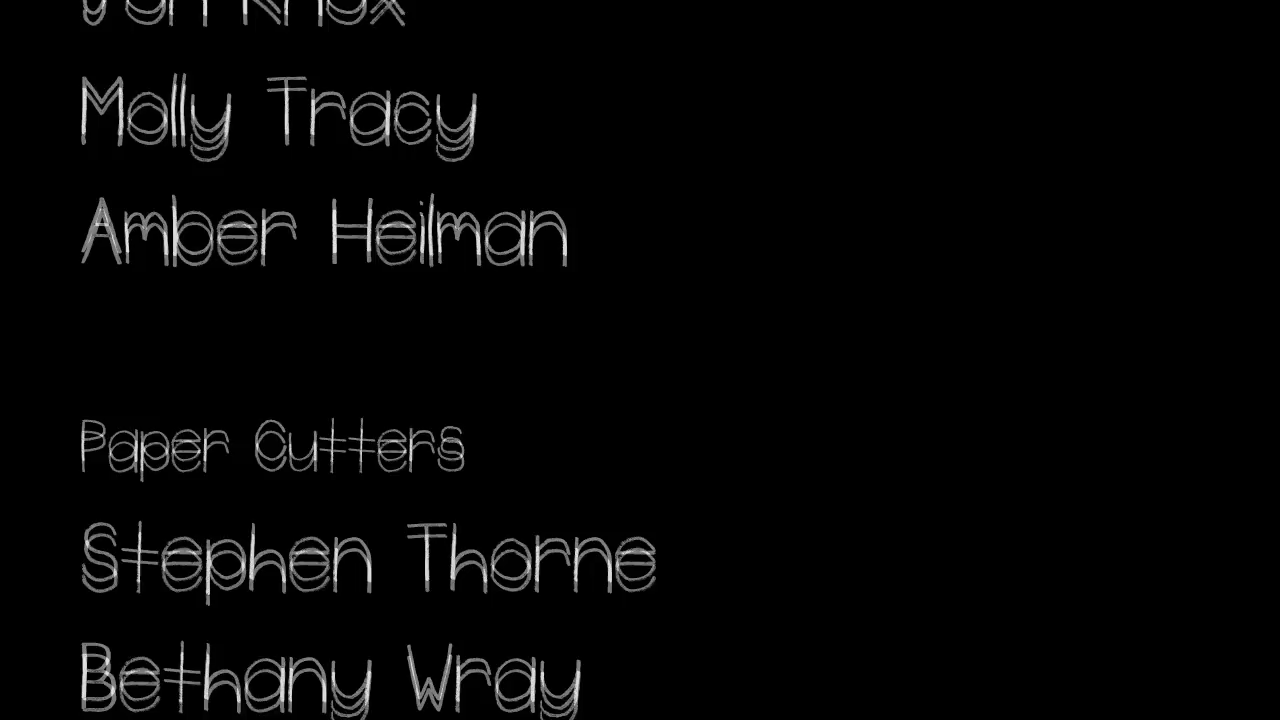 Molly Tracy
Amber Heilman
Paper Cutters
Stephen Thorne
Bethany Wray